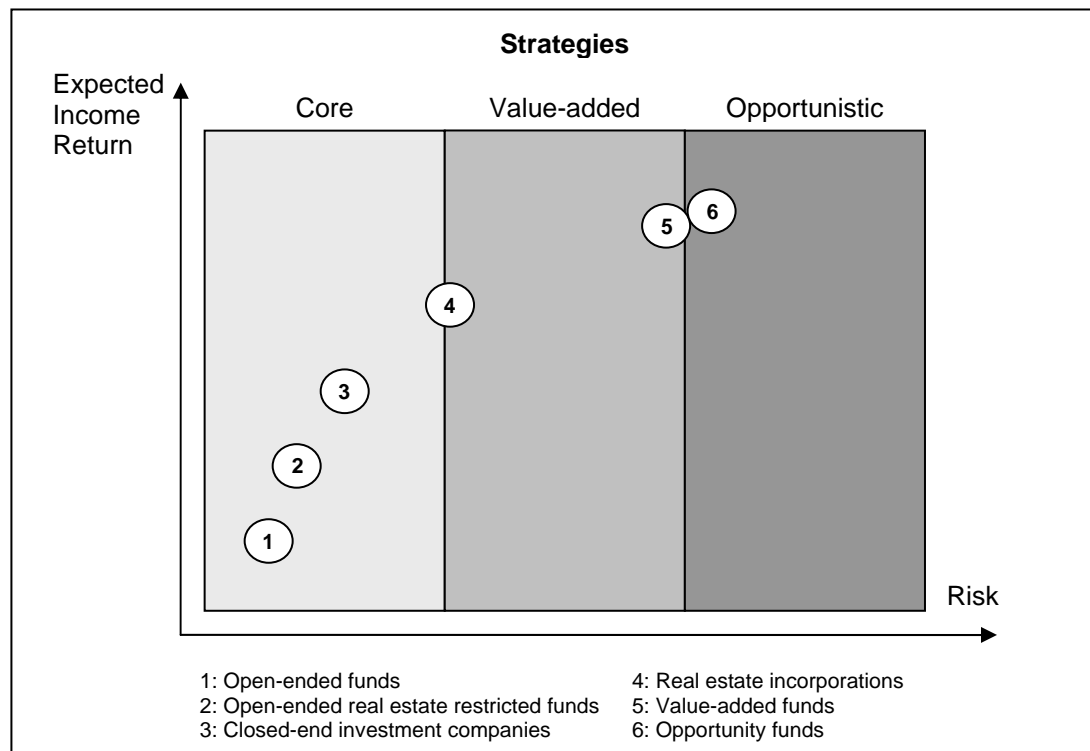 Strategies
Expected
Income
Return
Core
Value-added
Opportunistic
6
5
4
3
2
1
Risk
1: Open-ended funds
2: Open-ended real estate restricted funds
3: Closed-end investment companies
4: Real estate incorporations
5: Value-added funds
6: Opportunity funds